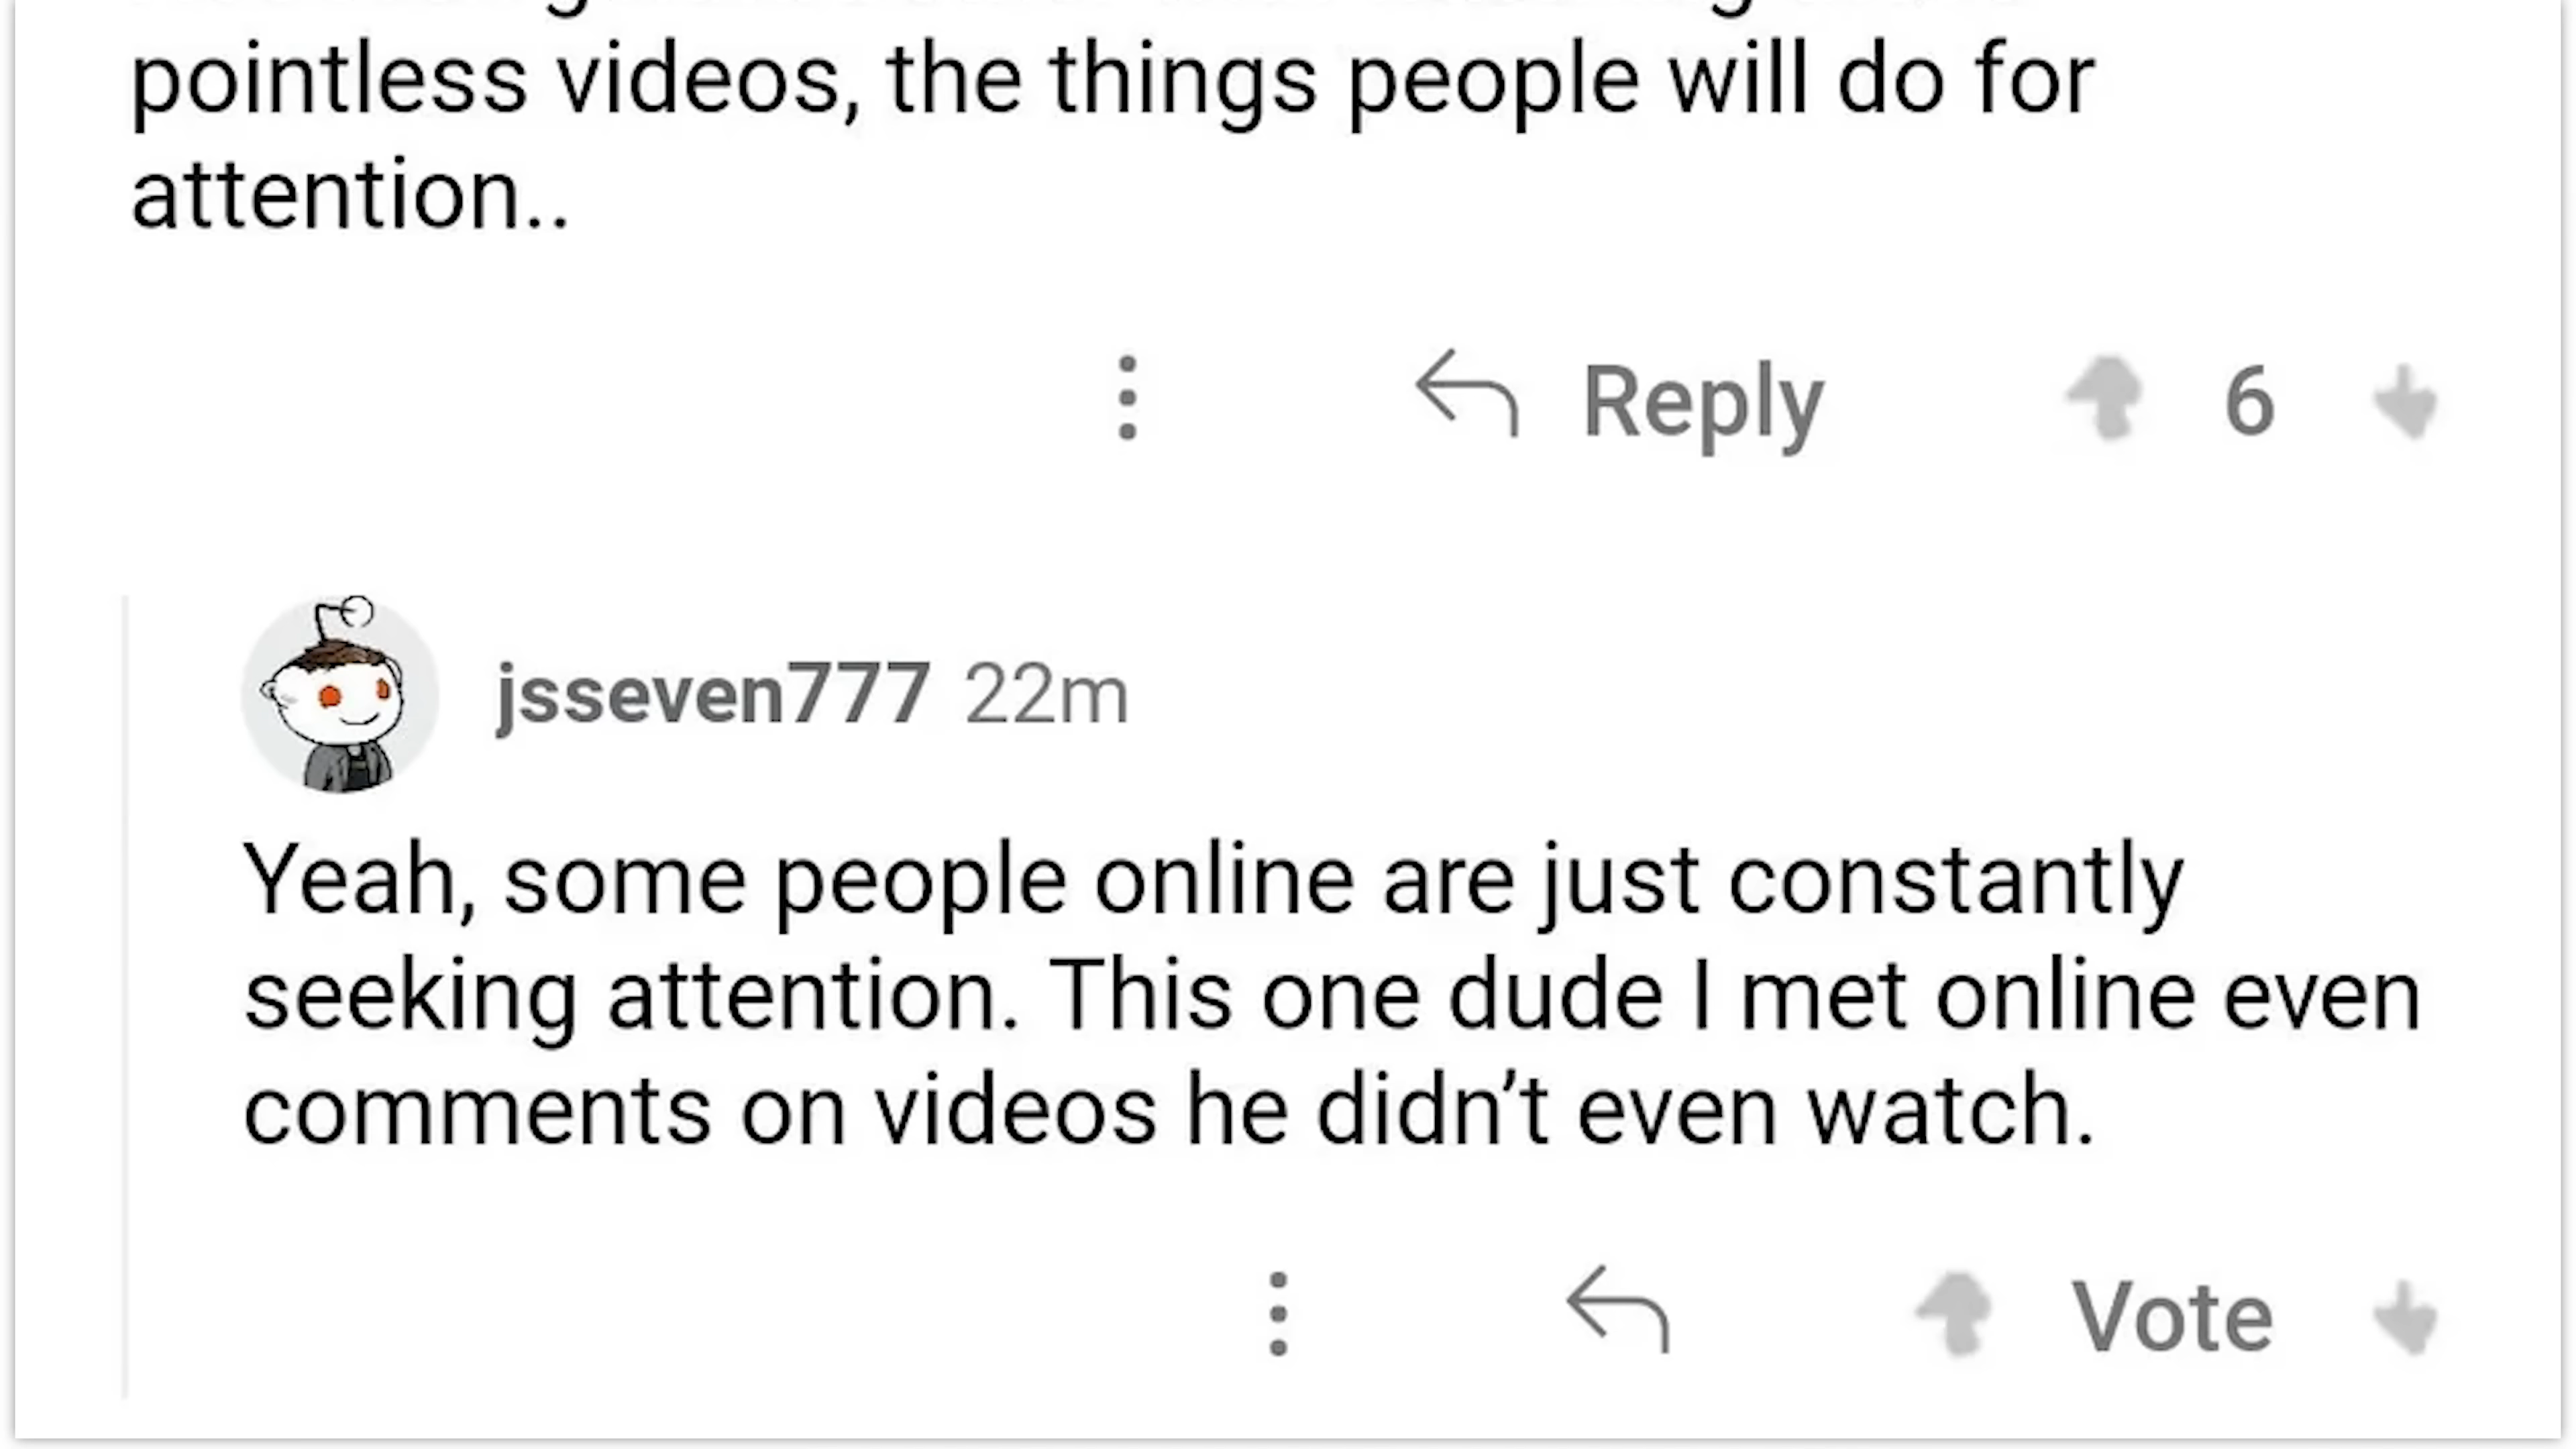 pointless videos, the things people will do for
attention..
Reply 6
jsseven777 22m
Yeah, some people online are just constantly
seeking attention. This one dude I met online even
comments on videos he didn’t even watch.
Vote